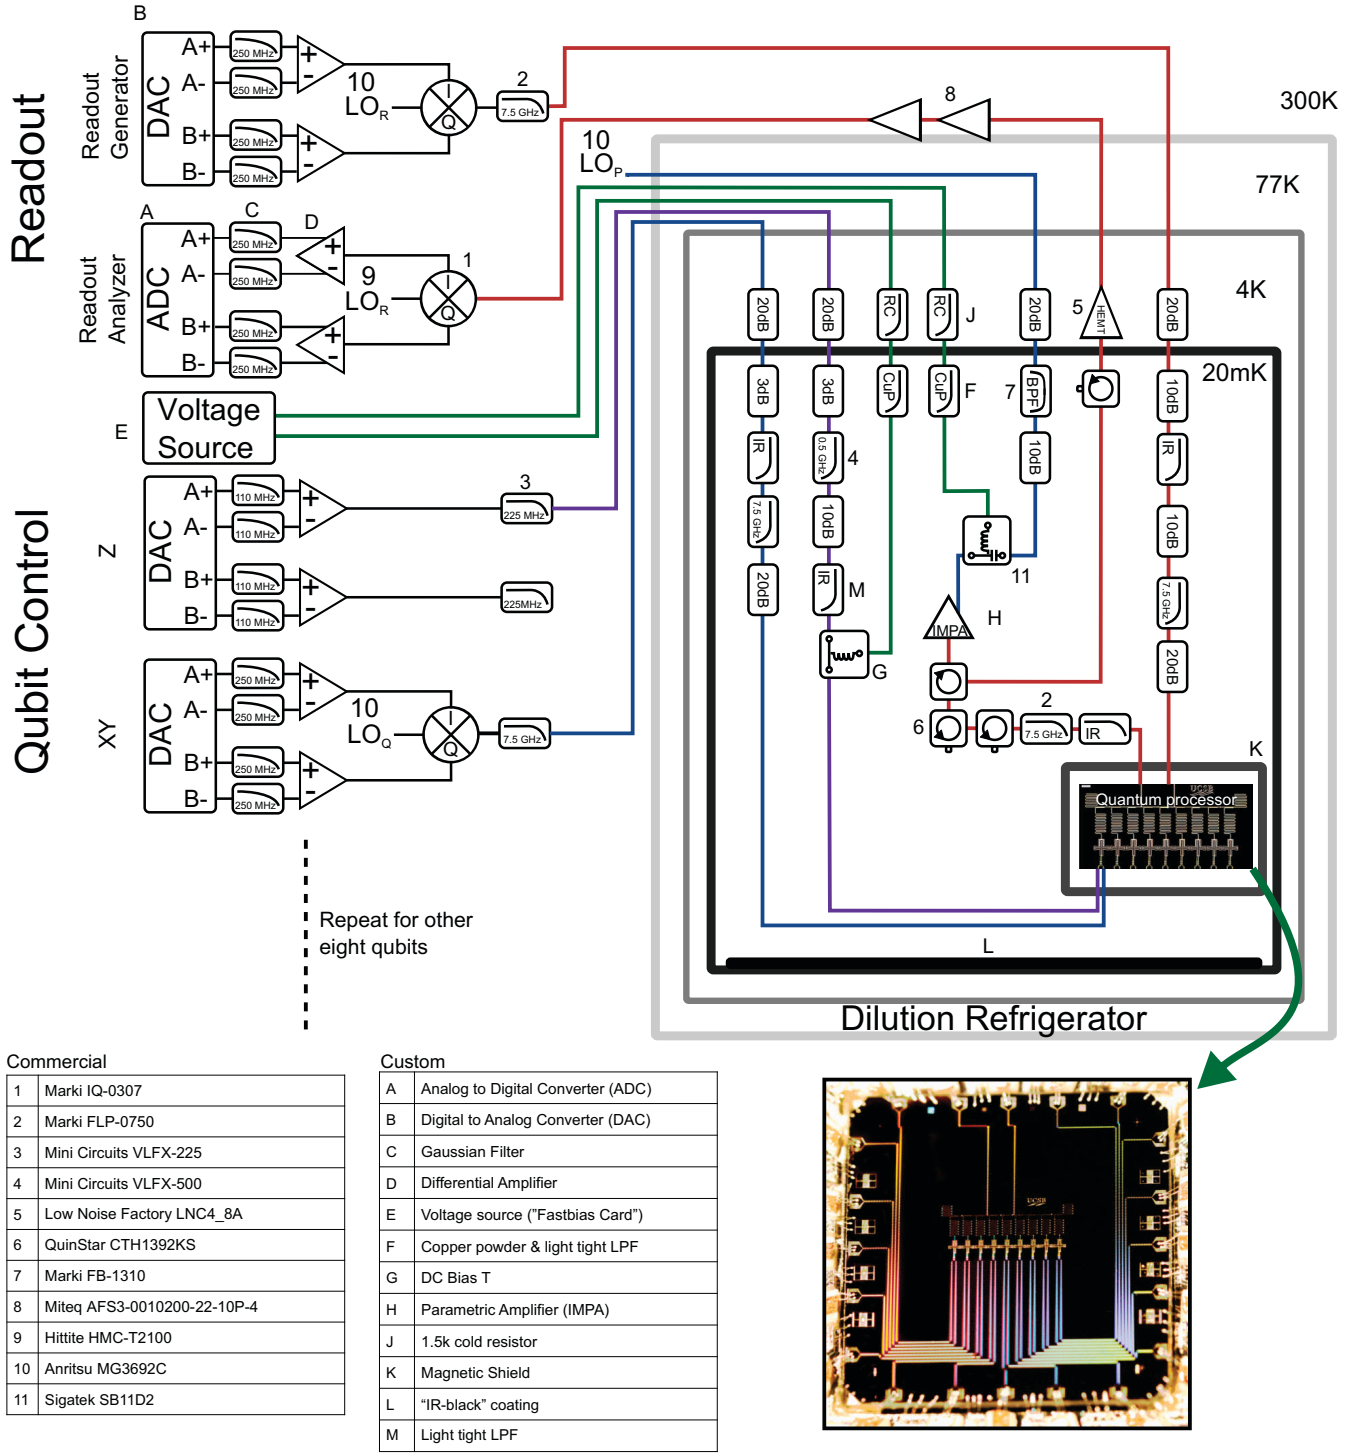 B
Readout
Readout Generator
DAC
A+
A-
B+
B-
250 MHz
250 MHz
250 MHz
250 MHz
+
-
+
-
10
LOR
I
Q
2
7.5 GHz
8
300K
10
LOP
77K
A
C
D
1
Readout Analyzer
ADC
A+
A-
B+
B-
250 MHz
250 MHz
250 MHz
250 MHz
+
-
+
-
9
LOR
I
Q
4K
20dB
20dB
RC
RC
J
20dB
5
HEMT
20dB
20mK
E
Voltage
Source
3dB
3dB
CuP
CuP
F
7
BPF
10dB
IR
0.5 GHz
4
10dB
IR
7.5 GHz
10dB
10dB
20dB
IR
M
7.5 GHz
11
H
IMPA
G
20dB
Qubit Control
Z
DAC
A+
A-
B+
B-
110 MHz
110 MHz
110 MHz
110 MHz
+
-
+
-
3
225 MHz
225MHz
XY
DAC
A+
A-
B+
B-
250 MHz
250 MHz
250 MHz
250 MHz
+
-
+
-
10
LOQ
I
Q
7.5 GHz
6
2
7.5 GHz
IR
K
UCSB
Quantum processor
Repeat for other
eight qubits
L
Dilution Refrigerator
Commercial
1 Marki IQ-0307
2 Marki FLP-0750
3 Mini Circuits VLFX-225
4 Mini Circuits VLFX-500
5 Low Noise Factory LNC4_8A
6 QuinStar CTH1392KS
7 Marki FB-1310
8 Miteq AFS3-0010200-22-10P-4
9 Hittite HMC-T2100
10 Anritsu MG3692C
11 Sigatek SB11D2
Custom
A Analog to Digital Converter (ADC)
B Digital to Analog Converter (DAC)
C Gaussian Filter
D Differential Amplifier
E Voltage source ("Fastbias Card")
F Copper powder & light tight LPF
G DC Bias T
H Parametric Amplifier (IMPA)
J 1.5k cold resistor
K Magnetic Shield
L “IR-black” coating
M Light tight LPF
UCSB